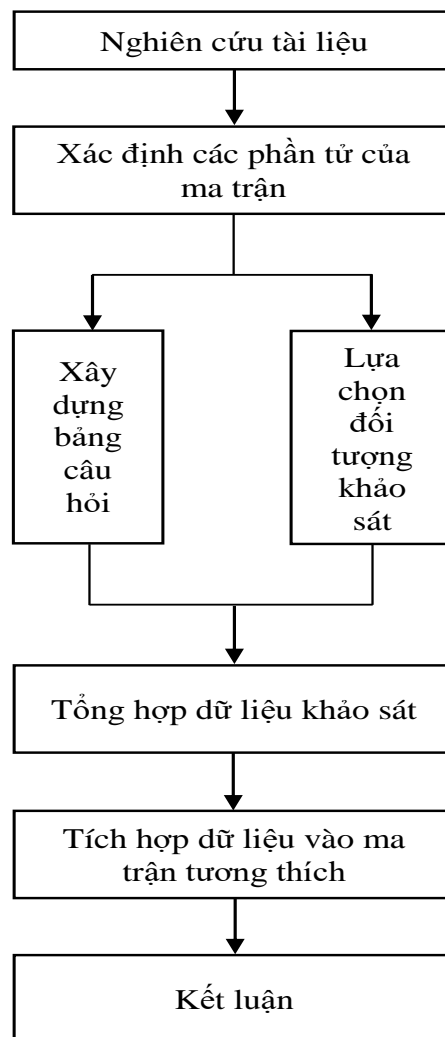 Nghiên cứu tài liệu
Xác định các phần tử của
ma trận
Xây
dựng
bảng
câu
hỏi
Lựa
chọn
đối
tượng
khảo
sát
Tổng hợp dữ liệu khảo sát
Tích hợp dữ liệu vào ma
trận tương thích
Kết luận